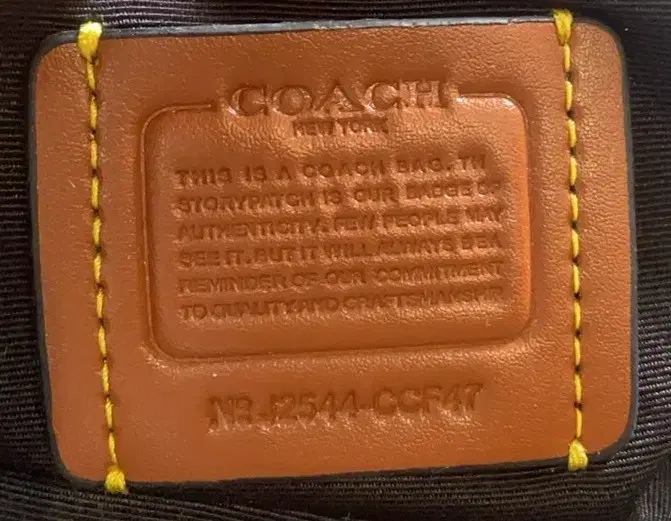 COACH
NEW YORK
THIS IS A COACH BAG. TH
STORYPATCH IS OUR BADGE OF
AUTHENTICITY. FEW PEOPLE MAY
SEE IT. BUT IT WILL ALWAYS BE A
REMINDER OF OUR COMMITMENT
TO QUALITY AND CRAFTSMANSHIP
NR J2544-CCF47